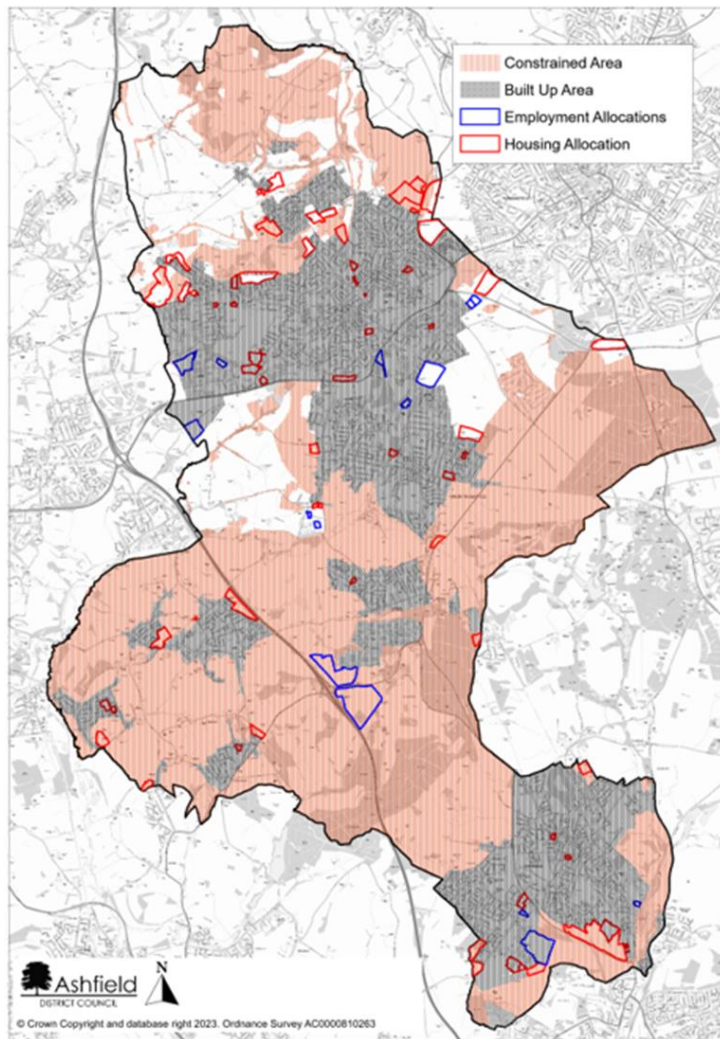 Constrained Area
Built Up Area
Employment Allocations
Housing Allocation
N
Ashfield
DISTRICT COUNCIL
© Crown Copyright and database right 2023. Ordnance Survey AC0000810263